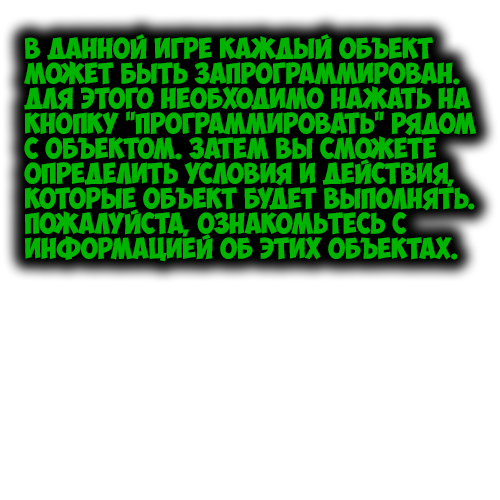 В ДАННОЙ ИГРЕ КАЖДЫЙ ОБЪЕКТ
МОЖЕТ БЫТЬ ЗАПРОГРАММИРОВАН.
ДЛЯ ЭТОГО НЕОБХОДИМО НАЖАТЬ НА
КНОПКУ "ПРОГРАММИРОВАТЬ" РЯДОМ
С ОБЪЕКТОМ. ЗАТЕМ ВЫ СМОЖЕТЕ
ОПРЕДЕЛИТЬ УСЛОВИЯ И ДЕЙСТВИЯ,
КОТОРЫЕ ОБЪЕКТ БУДЕТ ВЫПОЛНЯТЬ.
ПОЖАЛУЙСТА, ОЗНАКОМЬТЕСЬ С
ИНФОРМАЦИЕЙ ОБ ЭТИХ ОБЪЕКТАХ.